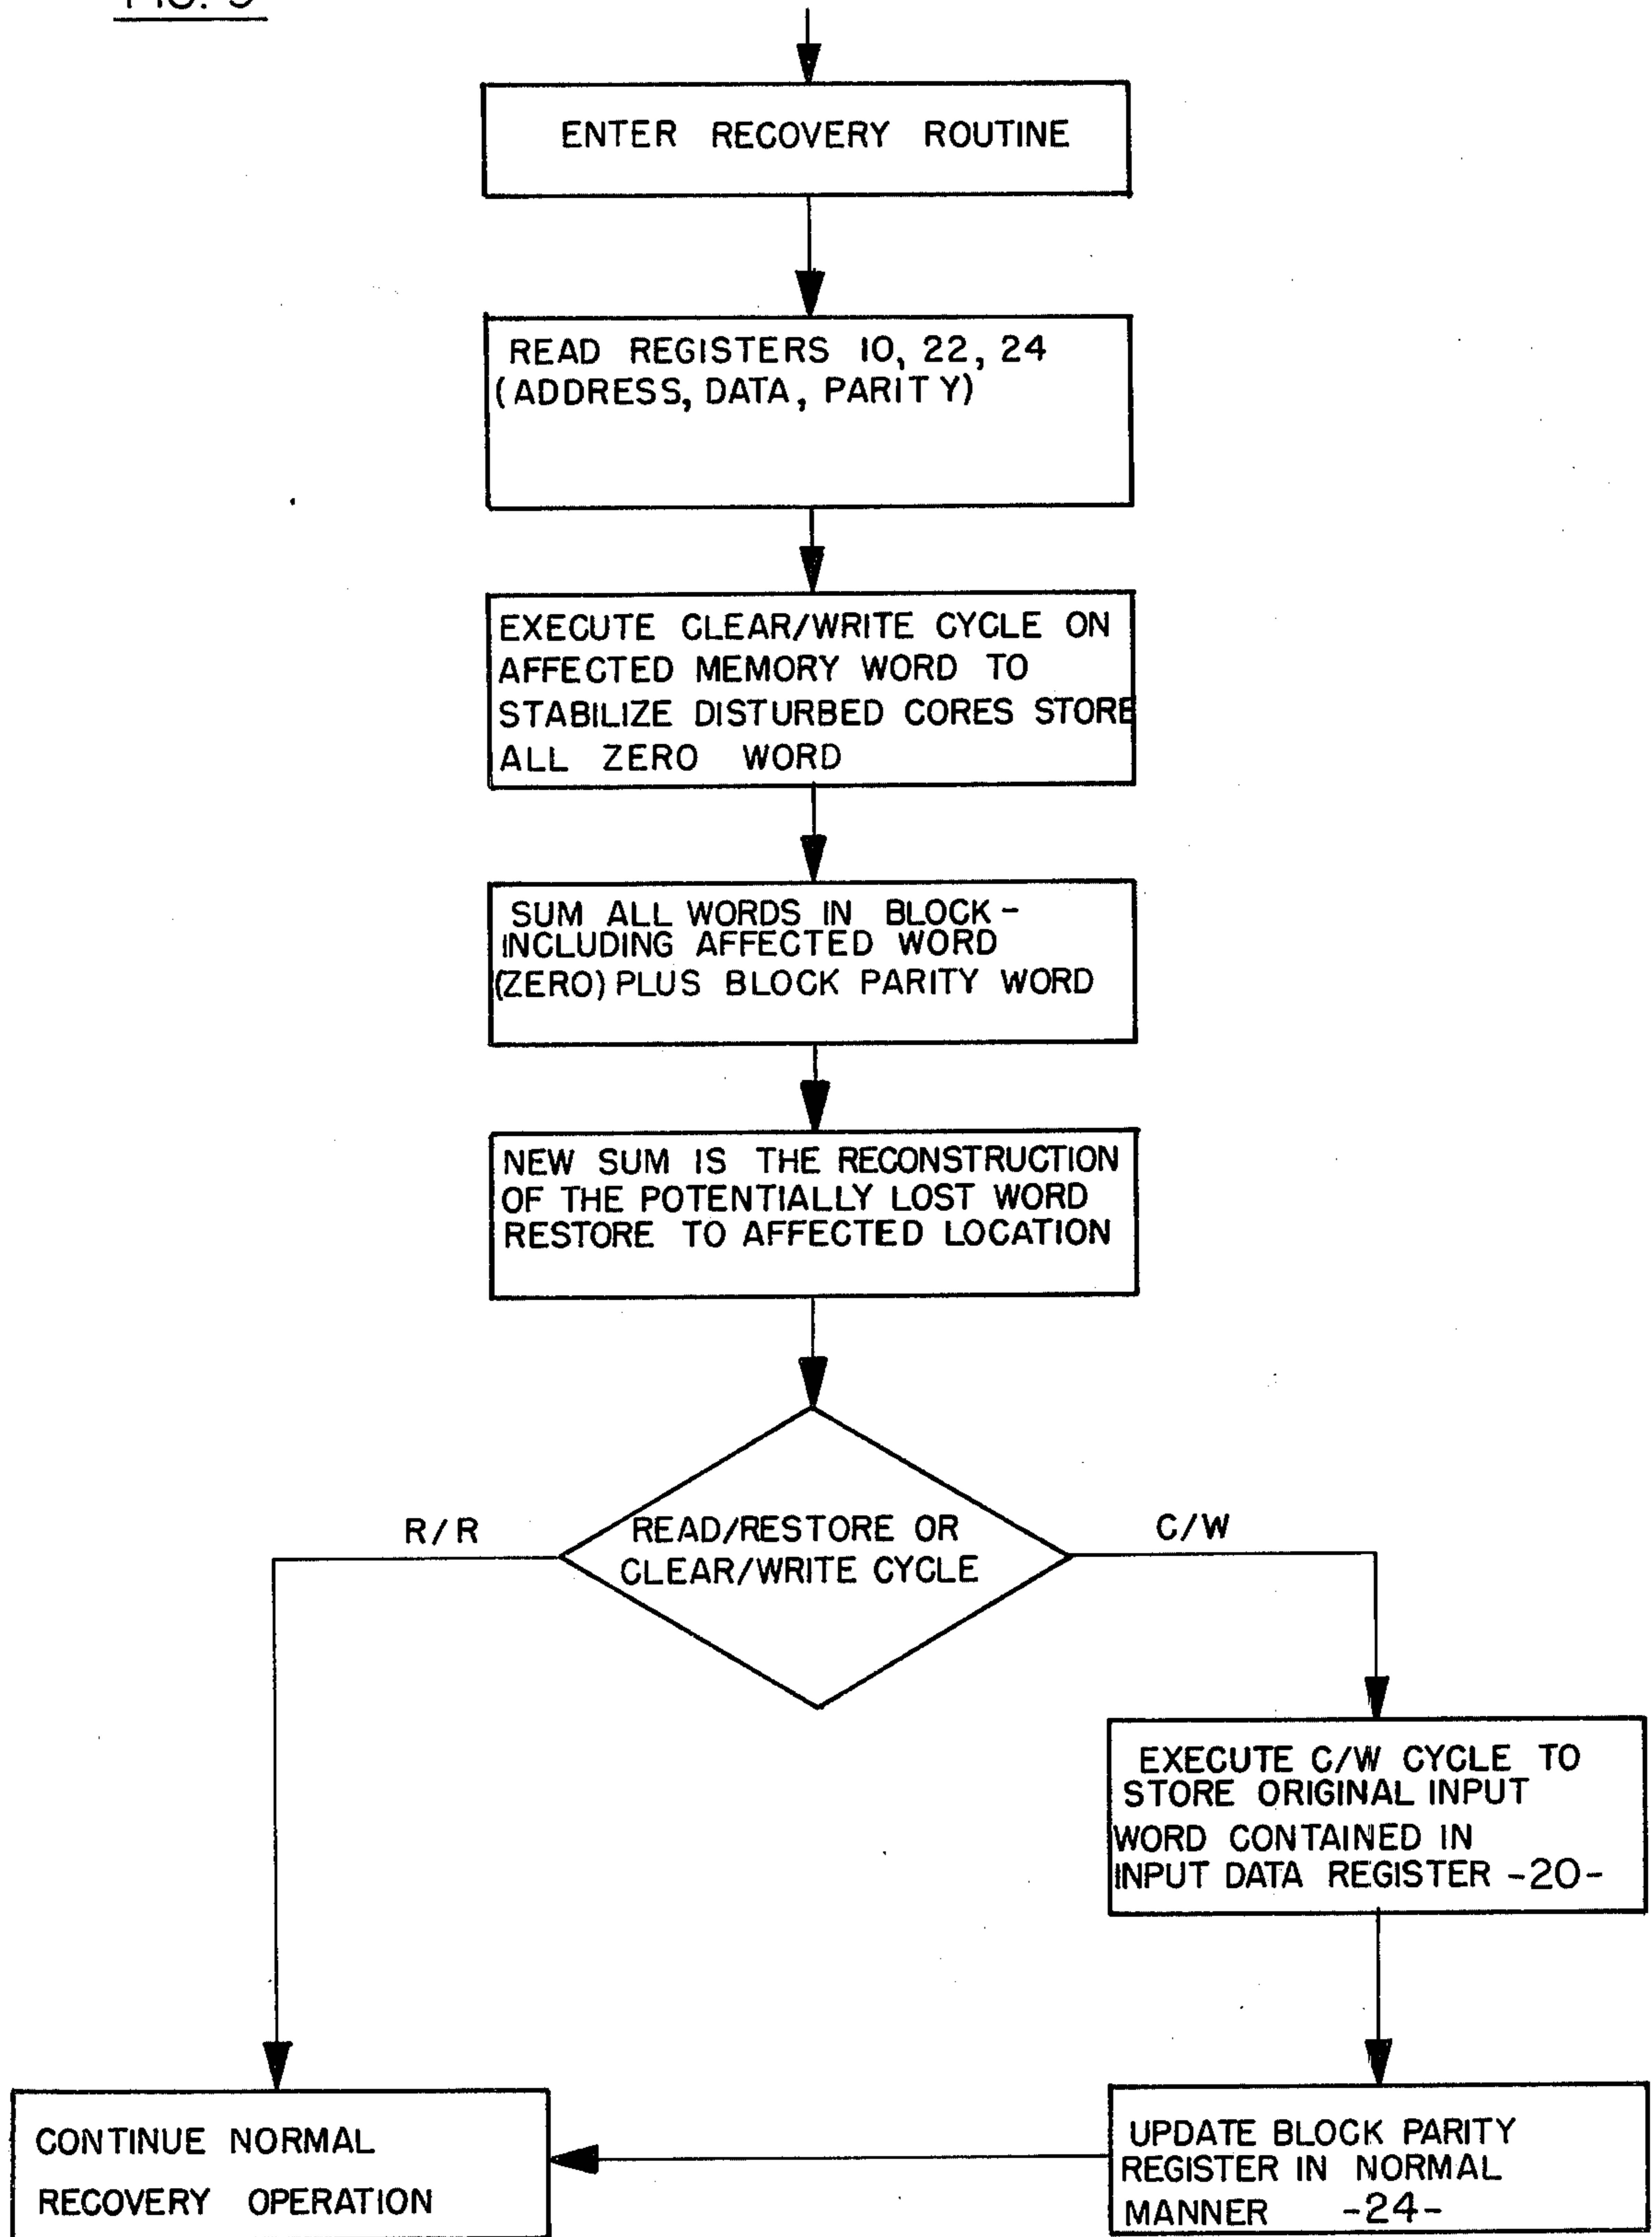 ENTER RECOVERY ROUTINE
READ REGISTERS 10, 22, 24
(ADDRESS, DATA, PARITY)
EXECUTE CLEAR/WRITE CYCLE ON
AFFECTED MEMORY WORD TO
STABILIZE DISTURBED CORES STORE
ALL ZERO WORD
SUM ALL WORDS IN BLOCK -
INCLUDING AFFECTED WORD
(ZERO) PLUS BLOCK PARITY WORD
NEW SUM IS THE RECONSTRUCTION
OF THE POTENTIALLY LOST WORD
RESTORE TO AFFECTED LOCATION
R/R
READ/RESTORE OR
CLEAR/WRITE CYCLE
C/W
EXECUTE C/W CYCLE TO
STORE ORIGINAL INPUT
WORD CONTAINED IN
INPUT DATA REGISTER -20-
UPDATE BLOCK PARITY
REGISTER IN NORMAL
MANNER -24-
CONTINUE NORMAL
RECOVERY OPERATION